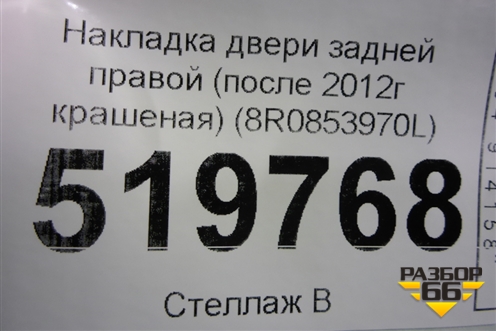 Накладка двери задней
правой (после 2012г
крашеная) (8R0853970L)
519768
Стеллаж В
РАЗБОР
66